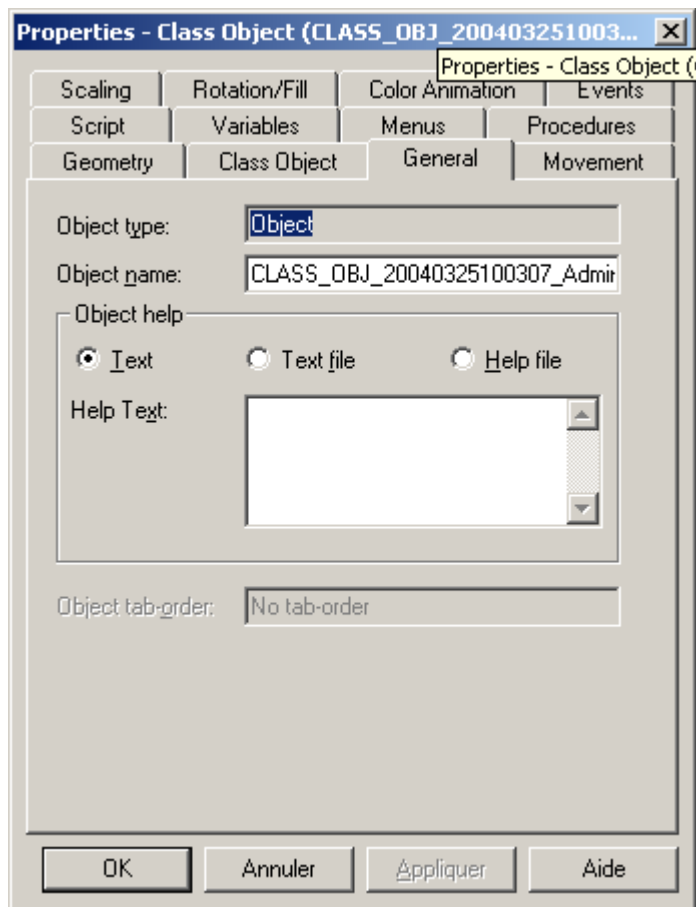 Properties - Class Object (CLASS_OBJ_200403251003...
Properties - Class Object (
Scaling Rotation/Fill Color Animation Events
Script Variables Menus Procedures
Geometry Class Object General Movement
Object type: Object
Object name: CLASS_OBJ_20040325100307_Admin
Object help
Text Text file Help file
Help Text:
Object tab-order: No tab-order
OK Annuler Appliquer Aide